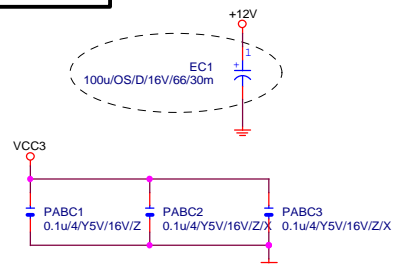 +12V
1
+
EC1
100u/OS/D/16V/66/30m
VCC3
PABC1
0.1u/4/Y5V/16V/Z
PABC2
0.1u/4/Y5V/16V/Z/X
PABC3
0.1u/4/Y5V/16V/Z/X